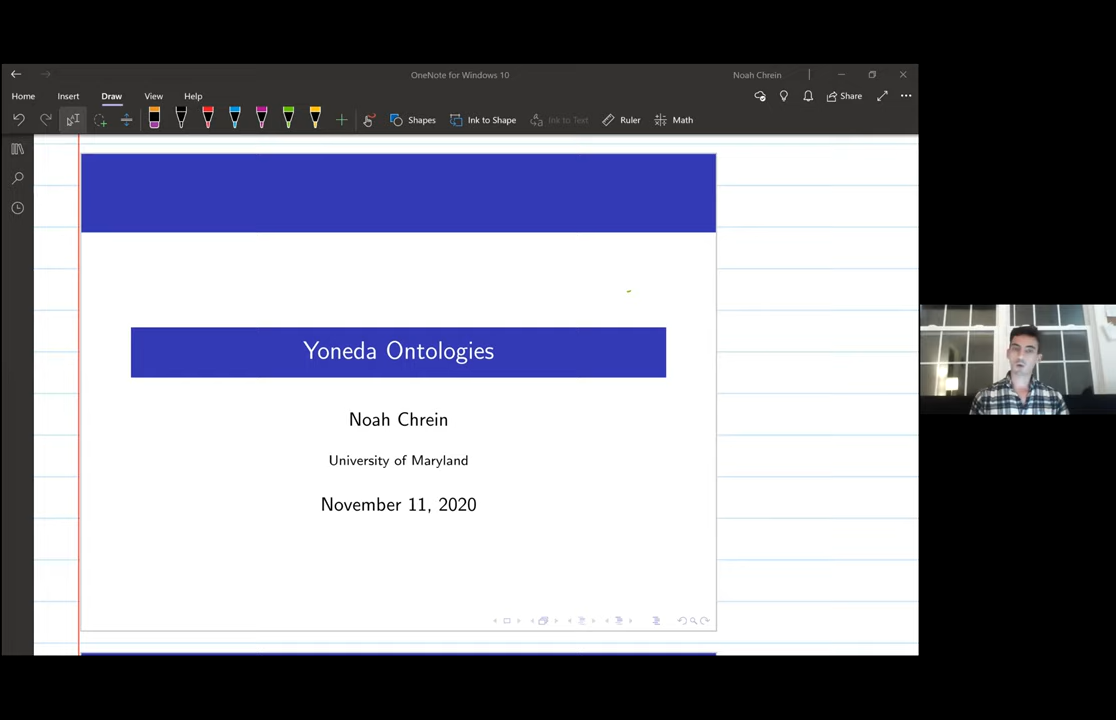 OneNote for Windows 10
Noah Chrein
Home Insert Draw View Help
Share
Shapes Ink to Shape Ink to Text Ruler Math
Yoneda Ontologies
Noah Chrein
University of Maryland
November 11, 2020